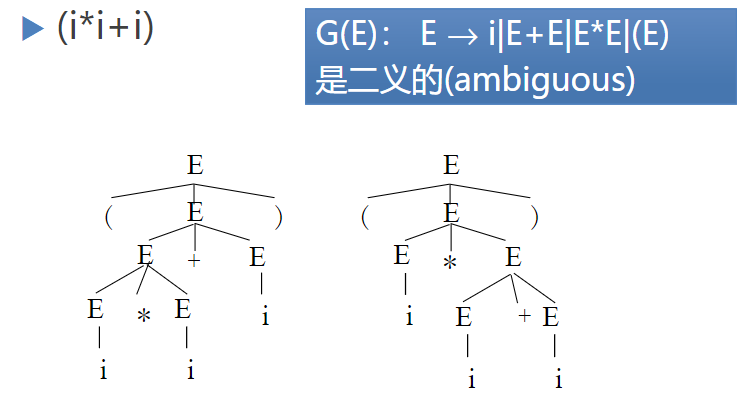 (i*i+i)
G(E)： E → i|E+E|E*E|(E)
是二义的(ambiguous)
E E
( E ) ( E )
E + E E * E
E * E i i E + E
i i i i